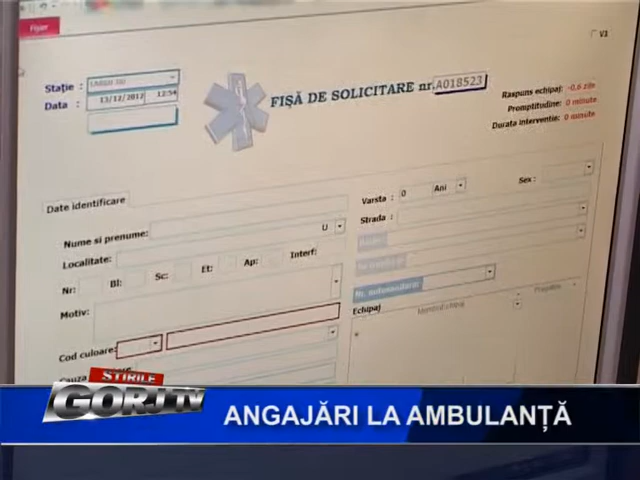 Fișier
V1
Stație :
Data : 13/12/2012 12:54
FIȘĂ DE SOLICITARE nr. A018523
Raspuns echipaj: -0,6 zile
Promptitudine: 0 minute
Durata interventie: 0 minute
Date identificare
Varsta : 0 Ani
Sex :
Nume si prenume: U
Strada :
Localitate:
Nr: Bl: Sc: Et: Ap: Interf:
Motiv:
Nr. autosanitara:
Echipaj
Cod culoare:
Cauza
ȘTIRILE
GORJ TV
ANGAJĂRI LA AMBULANȚĂ